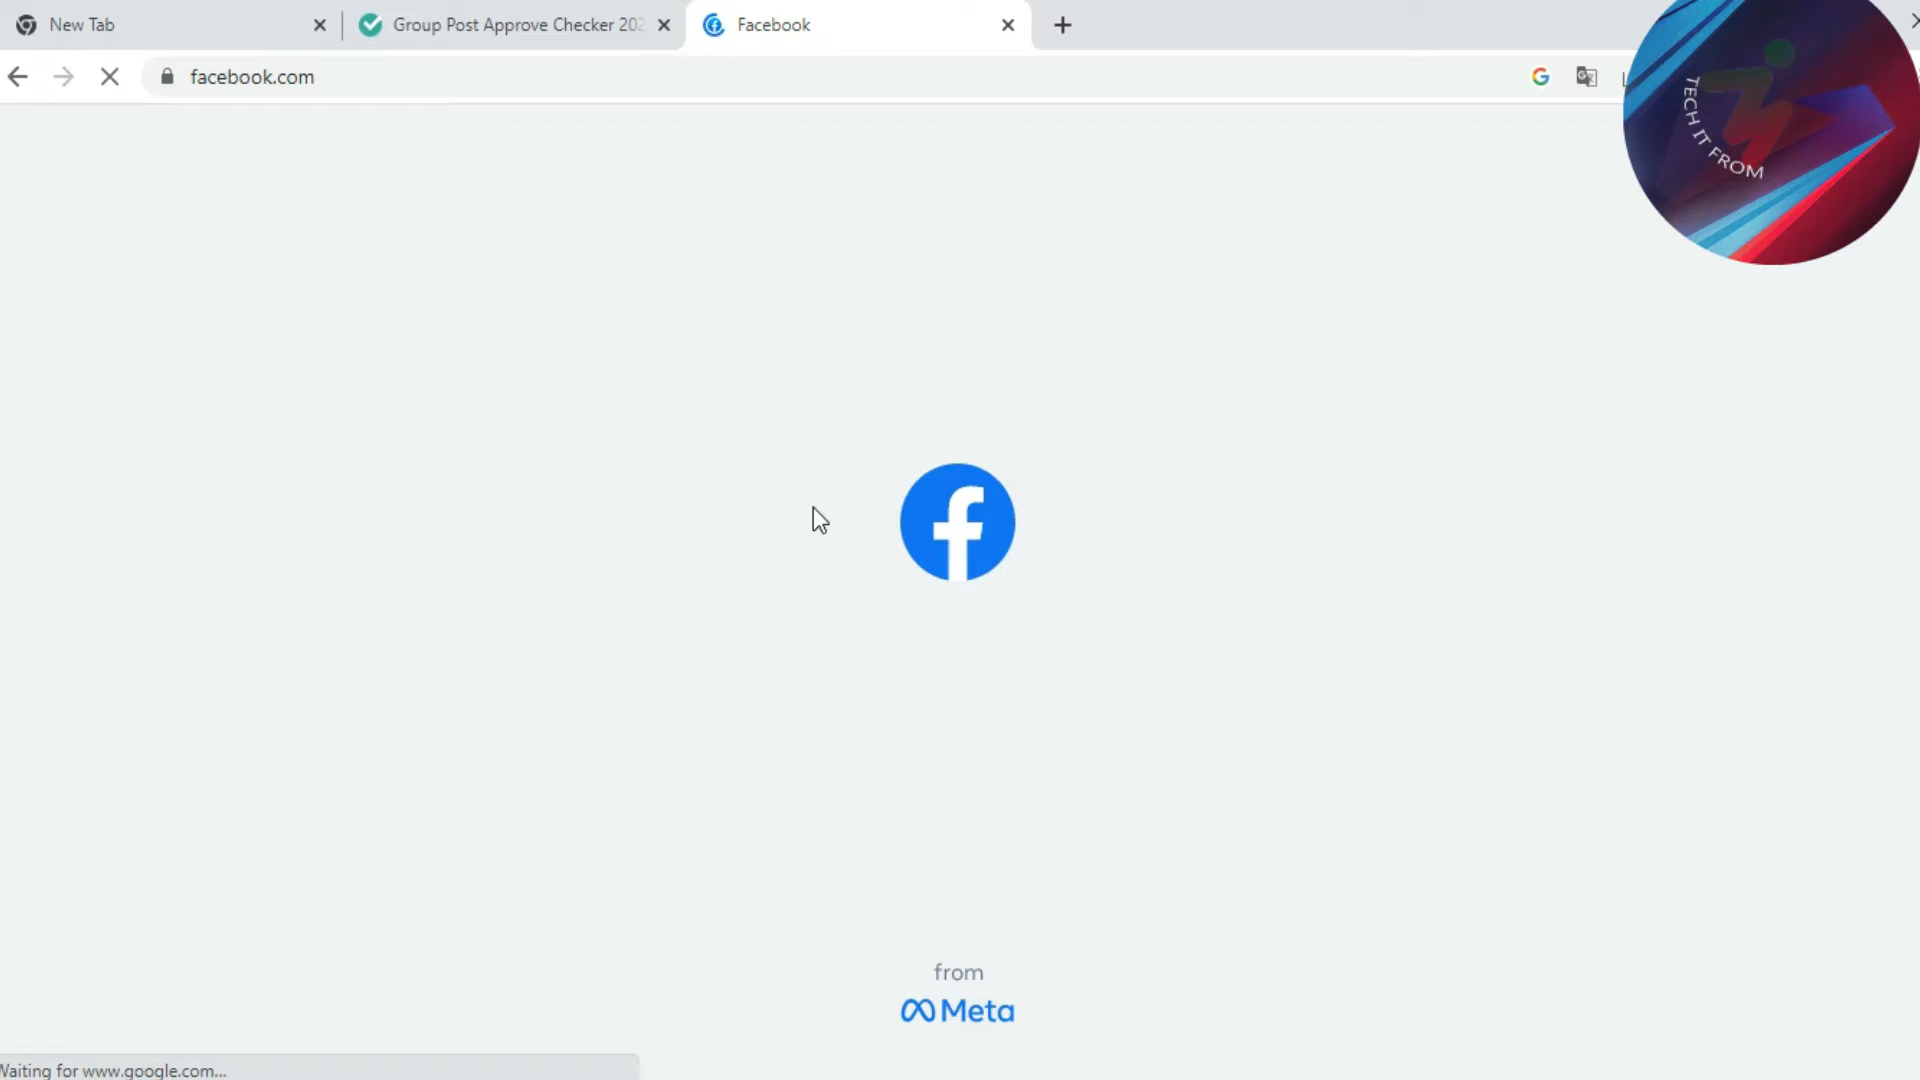 New Tab
Group Post Approve Checker 202
Facebook
facebook.com
TECH IT FROM
from
Meta
Waiting for www.google.com...